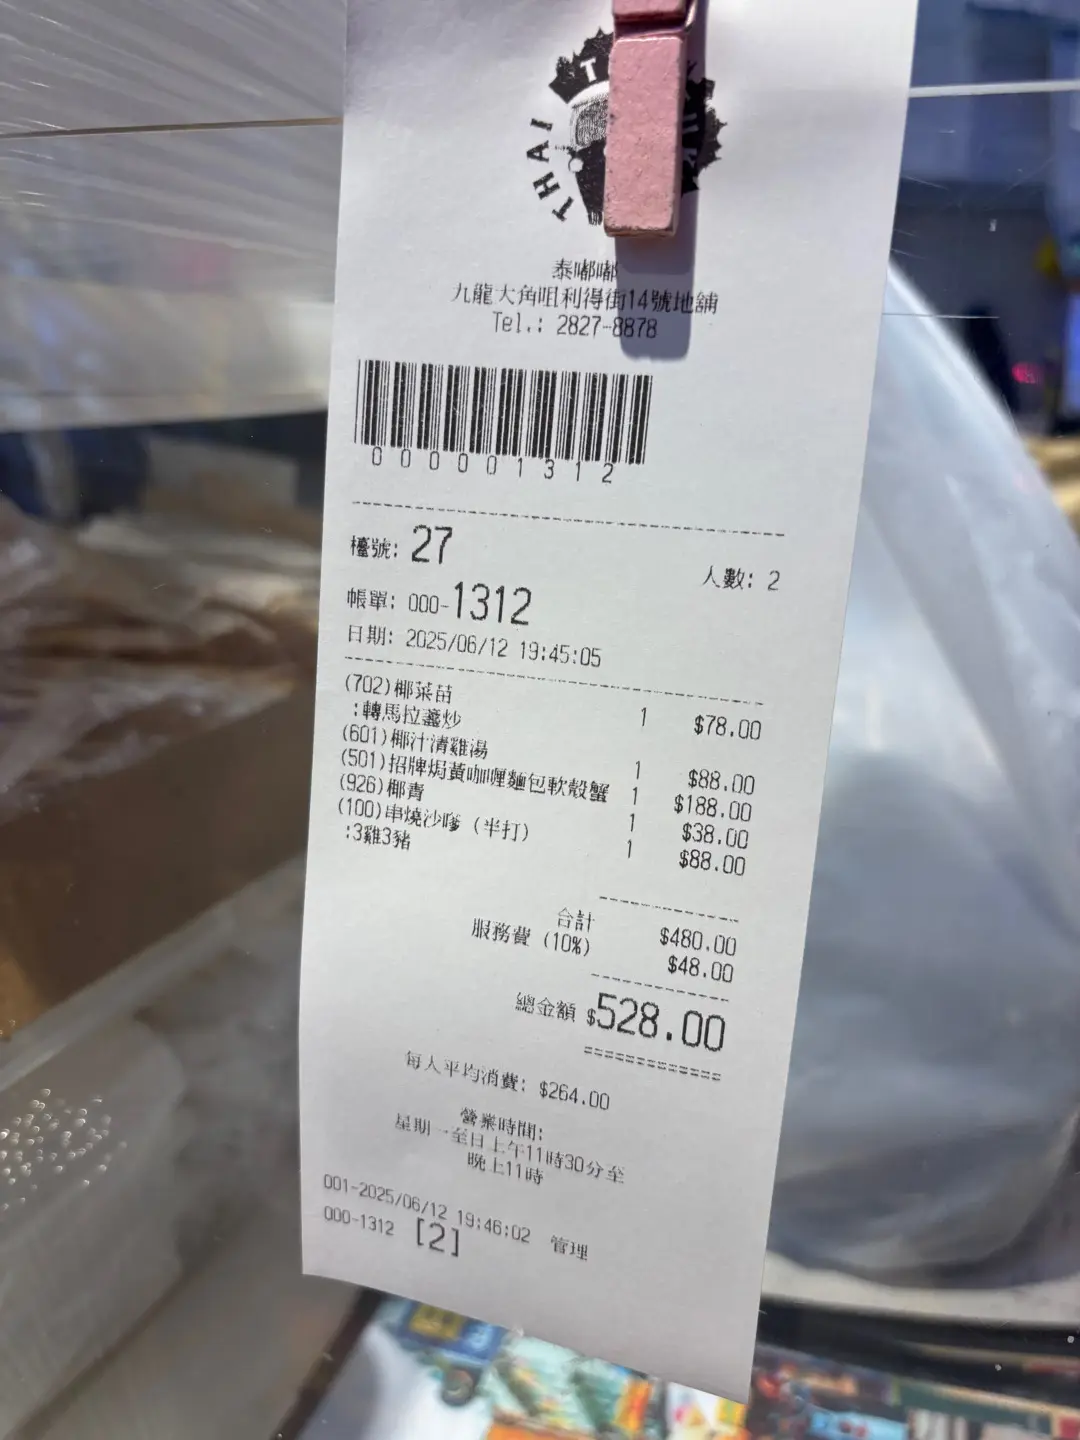 THAI
泰嘟嘟
九龍大角咀利得街14號地舖
Tel.: 2827-8878
000001312
檯號: 27 人數: 2
帳單: 000-1312
日期: 2025/06/12 19:45:05
(702)椰菜苗 1 $78.00
:轉馬拉盞炒
(601)椰汁清雞湯 1 $88.00
(501)招牌焗黃咖喱麵包軟殼蟹 1 $188.00
(926)椰青 1 $38.00
(100)串燒沙嗲 (半打) 1 $88.00
:3雞3豬
合計 $480.00
服務費 (10%) $48.00
總金額 $528.00
每人平均消費: $264.00
營業時間:
星期一至日上午11時30分至
晚上11時
001-2025/06/12 19:46:02 管理
000-1312 [2]